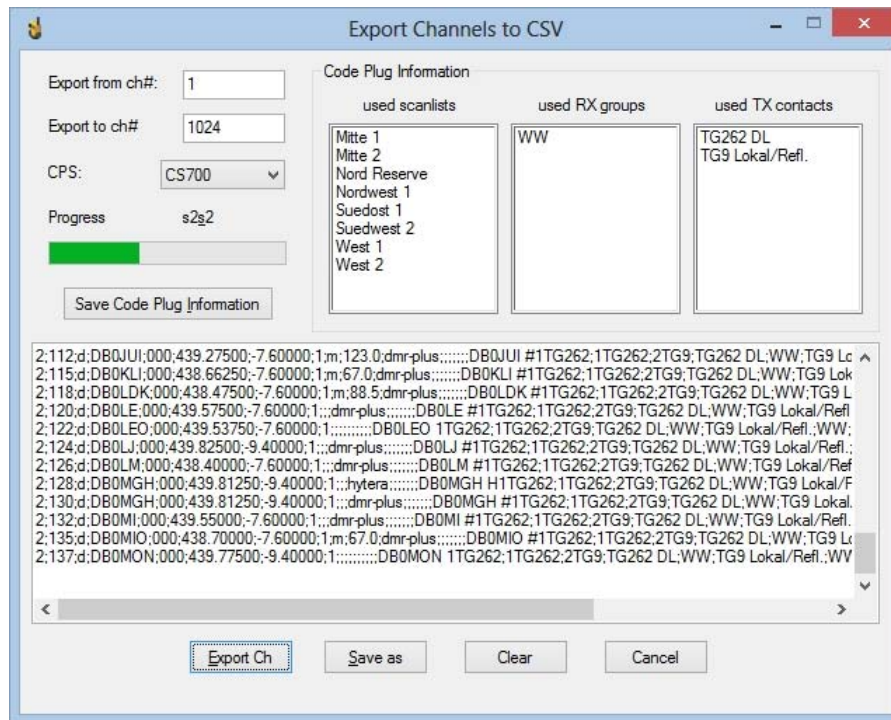 Export Channels to CSV
Export from ch#: 1
Export to ch# 1024
CPS: CS700
Progress s2s2
Save Code Plug Information
Code Plug Information
used scanlists
Mitte 1
Mitte 2
Nord Reserve
Nordwest 1
Suedost 1
Suedwest 2
West 1
West 2
used RX groups
WW
used TX contacts
TG262 DL
TG9 Lokal/Refl.
2;112;d;DB0JUI;000;439.27500;-7.60000;1;m;123.0;dmr-plus;;;;;;;DB0JUI #1TG262;1TG262;2TG9;TG262 DL;WW;TG9 Lo
2;115;d;DB0KLI;000;438.66250;-7.60000;1;m;67.0;dmr-plus;;;;;;;DB0KLI #1TG262;1TG262;2TG9;TG262 DL;WW;TG9 Lok
2;118;d;DB0LDK;000;438.47500;-7.60000;1;m;88.5;dmr-plus;;;;;;;DB0LDK #1TG262;1TG262;2TG9;TG262 DL;WW;TG9 L
2;120;d;DB0LE;000;439.57500;-7.60000;1;;;dmr-plus;;;;;;;DB0LE #1TG262;1TG262;2TG9;TG262 DL;WW;TG9 Lokal/Refl
2;122;d;DB0LEO;000;439.53750;-7.60000;1;;;;;;;;;;DB0LEO 1TG262;1TG262;2TG9;TG262 DL;WW;TG9 Lokal/Refl.;WW;
2;124;d;DB0LJ;000;439.82500;-9.40000;1;;;dmr-plus;;;;;;;DB0LJ #1TG262;1TG262;2TG9;TG262 DL;WW;TG9 Lokal/Refl.;
2;126;d;DB0LM;000;438.40000;-7.60000;1;;;dmr-plus;;;;;;;DB0LM #1TG262;1TG262;2TG9;TG262 DL;WW;TG9 Lokal/Ref
2;128;d;DB0MGH;000;439.81250;-9.40000;1;;;hytera;;;;;;;DB0MGH H1TG262;1TG262;2TG9;TG262 DL;WW;TG9 Lokal/F
2;130;d;DB0MGH;000;439.81250;-9.40000;1;;;dmr-plus;;;;;;;DB0MGH #1TG262;1TG262;2TG9;TG262 DL;WW;TG9 Lokal.
2;132;d;DB0MI;000;439.55000;-7.60000;1;;;dmr-plus;;;;;;;DB0MI #1TG262;1TG262;2TG9;TG262 DL;WW;TG9 Lokal/Refl.
2;135;d;DB0MIO;000;438.70000;-7.60000;1;m;67.0;dmr-plus;;;;;;;DB0MIO #1TG262;1TG262;2TG9;TG262 DL;WW;TG9 Lo
2;137;d;DB0MON;000;439.77500;-9.40000;1;;;;;;;;;;DB0MON 1TG262;1TG262;2TG9;TG262 DL;WW;TG9 Lokal/Refl.;WW
Export Ch
Save as
Clear
Cancel